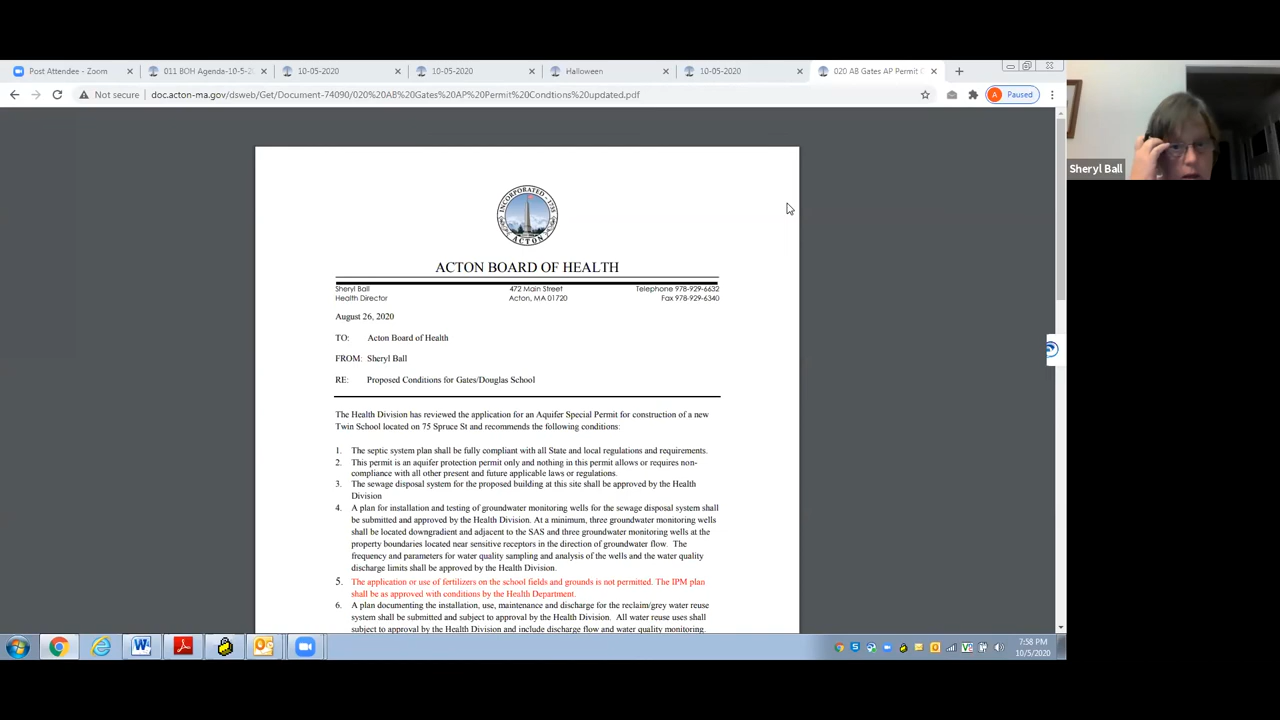 Post Attendee - Zoom
011 BOH Agenda-10-5-2
10-05-2020
10-05-2020
Halloween
10-05-2020
020 AB Gates AP Permit
Not secure
doc.acton-ma.gov/dsweb/Get/Document-74090/020%20AB%20Gates%20AP%20Permit%20Condtions%20updated.pdf
A
Paused
Sheryl Ball
INCORPORATED 1735
ACTON
ACTON BOARD OF HEALTH
Sheryl Ball 472 Main Street Telephone 978-929-6632
Health Director Acton, MA 01720 Fax 978-929-6340
August 26, 2020
TO: Acton Board of Health
FROM: Sheryl Ball
RE: Proposed Conditions for Gates/Douglas School
The Health Division has reviewed the application for an Aquifer Special Permit for construction of a new
Twin School located on 75 Spruce St and recommends the following conditions:
1. The septic system plan shall be fully compliant with all State and local regulations and requirements.
2. This permit is an aquifer protection permit only and nothing in this permit allows or requires non-
compliance with all other present and future applicable laws or regulations.
3. The sewage disposal system for the proposed building at this site shall be approved by the Health
Division
4. A plan for installation and testing of groundwater monitoring wells for the sewage disposal system shall
be submitted and approved by the Health Division. At a minimum, three groundwater monitoring wells
shall be located downgradient and adjacent to the SAS and three groundwater monitoring wells at the
property boundaries located near sensitive receptors in the direction of groundwater flow. The
frequency and parameters for water quality sampling and analysis of the wells and the water quality
discharge limits shall be approved by the Health Division.
5. The application or use of fertilizers on the school fields and grounds is not permitted. The IPM plan
shall be as approved with conditions by the Health Department.
6. A plan documenting the installation, use, maintenance and discharge for the reclaim/grey water reuse
system shall be submitted and subject to approval by the Health Division. All water reuse uses shall
subject to approval by the Health Division and include discharge flow and water quality monitoring.
7:58 PM
10/5/2020